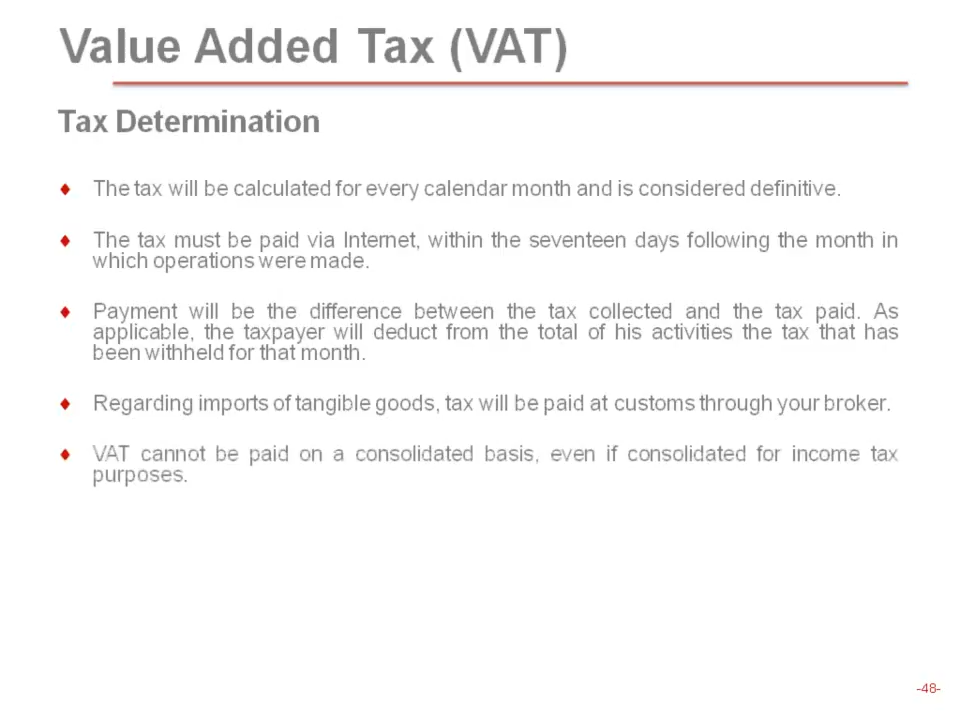 Value Added Tax (VAT)
Tax Determination
♦ The tax will be calculated for every calendar month and is considered definitive.
♦ The tax must be paid via Internet, within the seventeen days following the month in
which operations were made.
♦ Payment will be the difference between the tax collected and the tax paid. As
applicable, the taxpayer will deduct from the total of his activities the tax that has
been withheld for that month.
♦ Regarding imports of tangible goods, tax will be paid at customs through your broker.
♦ VAT cannot be paid on a consolidated basis, even if consolidated for income tax
purposes.
-48-